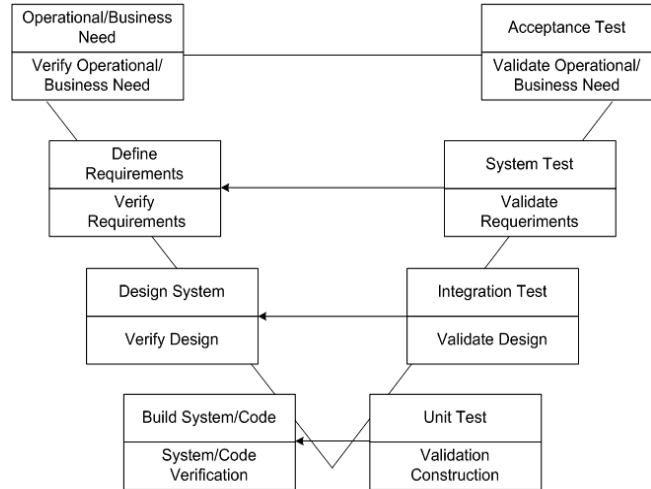 Operational/Business
Need
Verify Operational/
Business Need
Acceptance Test
Validate Operational/
Business Need
Define
Requirements
Verify
Requirements
System Test
Validate
Requeriments
Design System
Verify Design
Integration Test
Validate Design
Build System/Code
System/Code
Verification
Unit Test
Validation
Construction